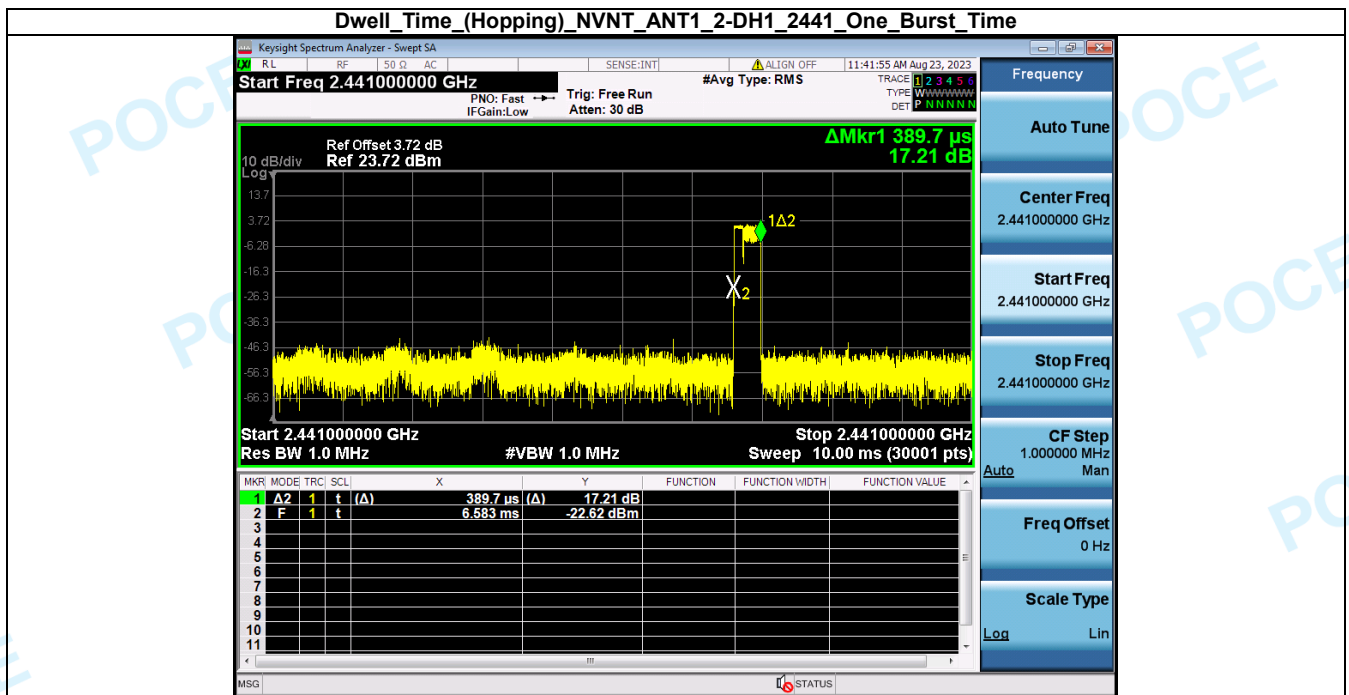 Dwell_Time_(Hopping)_NVNT_ANT1_2-DH1_2441_One_Burst_Time
Keysight Spectrum Analyzer - Swept SA
LXI RL RF 50 Ω AC SENSE:INT ALIGN OFF 11:41:55 AM Aug 23, 2023
Start Freq 2.441000000 GHz
PNO: Fast
IFGain:Low
Trig: Free Run
Atten: 30 dB
#Avg Type: RMS
TRACE 1 2 3 4 5 6
TYPE WWWWWW
DET P N N N N N
Ref Offset 3.72 dB
10 dB/div Ref 23.72 dBm
Log
ΔMkr1 389.7 µs
17.21 dB
13.7
3.72
-6.28
-16.3
-26.3
-36.3
-46.3
-56.3
-66.3
1Δ2
X2
Start 2.441000000 GHz
Stop 2.441000000 GHz
Res BW 1.0 MHz
#VBW 1.0 MHz
Sweep 10.00 ms (30001 pts)
MKR MODE TRC SCL X Y FUNCTION FUNCTION WIDTH FUNCTION VALUE
1 Δ2 1 t (Δ) 389.7 µs (Δ) 17.21 dB
2 F 1 t 6.583 ms -22.62 dBm
3
4
5
6
7
8
9
10
11
MSG
STATUS
Frequency
Auto Tune
Center Freq
2.441000000 GHz
Start Freq
2.441000000 GHz
Stop Freq
2.441000000 GHz
CF Step
1.000000 MHz
Auto Man
Freq Offset
0 Hz
Scale Type
Log Lin
POCE
POCE
POCE